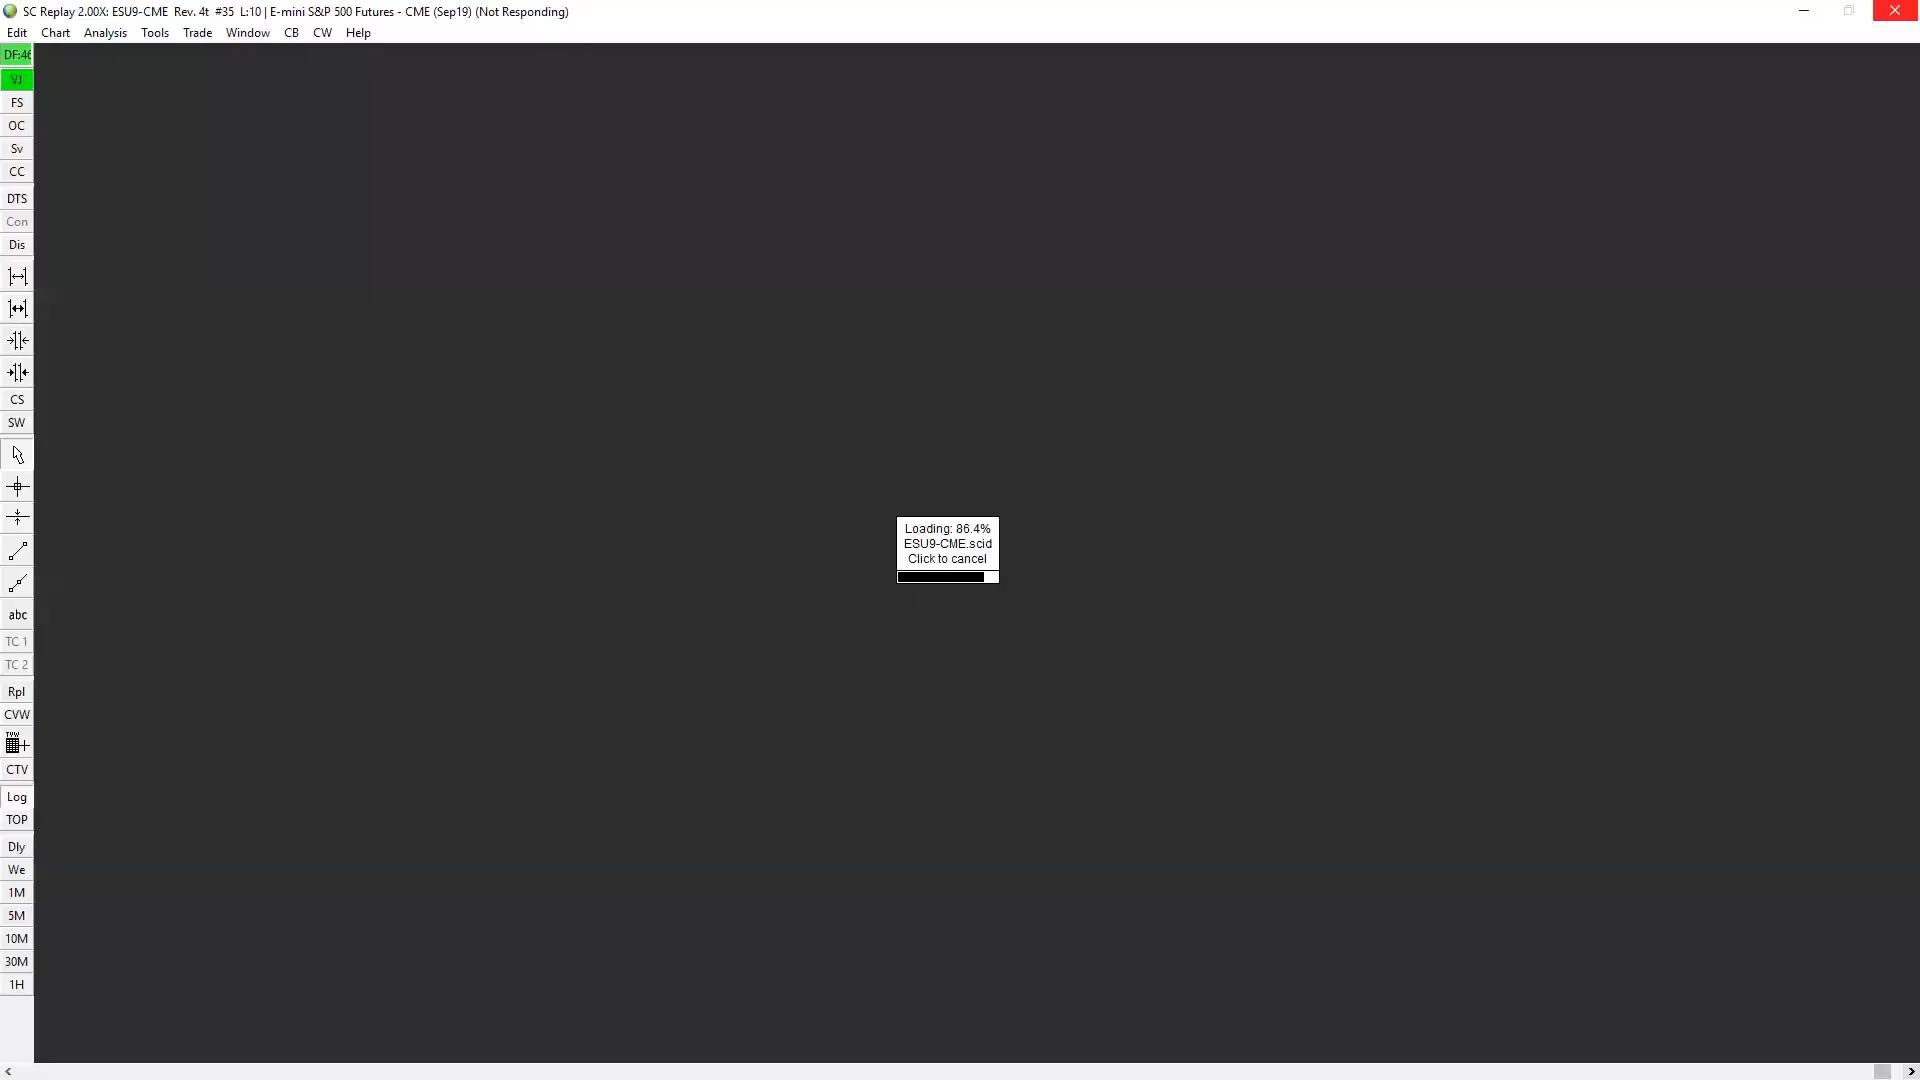 SC Replay 2.00X: ESU9-CME Rev. 4t #35 L:10 | E-mini S&P 500 Futures - CME (Sep19) (Not Responding)
Edit Chart Analysis Tools Trade Window CB CW Help
DF:46
VJ
FS
OC
Sv
CC
DTS
Con
Dis
CS
SW
Loading: 86.4%
ESU9-CME.scid
Click to cancel
abc
TC 1
TC 2
Rpl
CVW
TVW
CTV
Log
TOP
Dly
We
1M
5M
10M
30M
1H